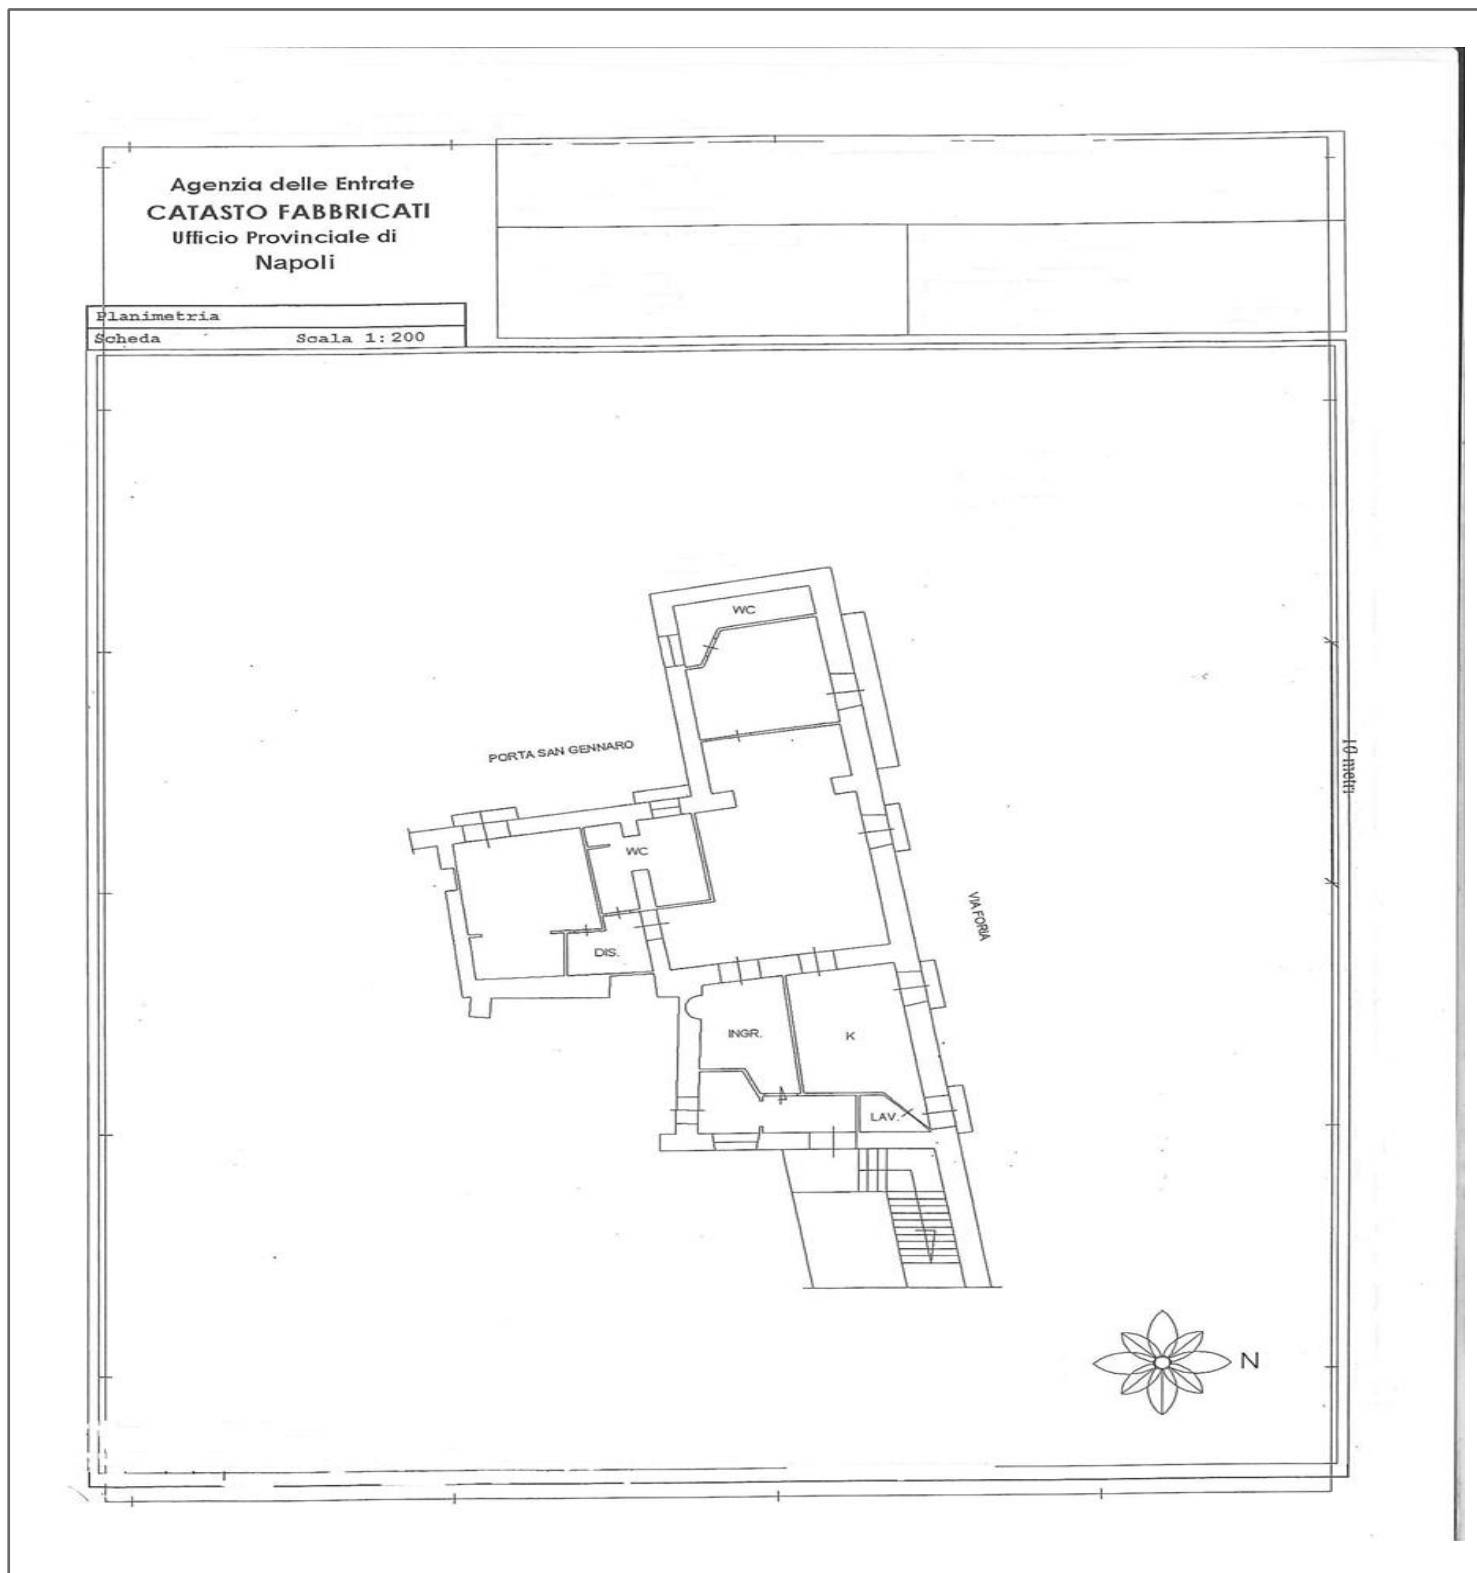 Agenzia delle Entrate
CATASTO FABBRICATI
Ufficio Provinciale di
Napoli
Planimetria
Scheda Scala 1:200
WC
PORTA SAN GENNARO
10 metri
WC
VIA FORIA
DIS.
INGR.
K
LAV.
N